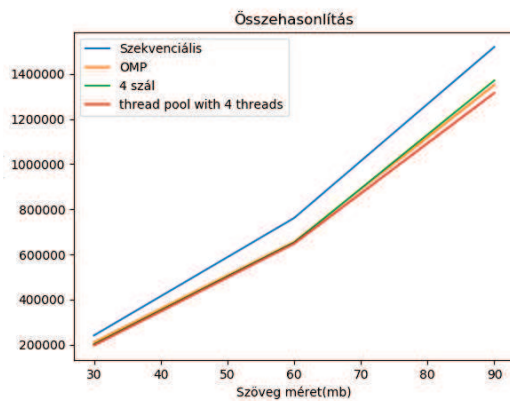 Összehasonlítás
Szekvenciális
OMP
4 szál
thread pool with 4 threads
1400000
1200000
1000000
800000
600000
400000
200000
30 40 50 60 70 80 90
Szöveg méret(mb)